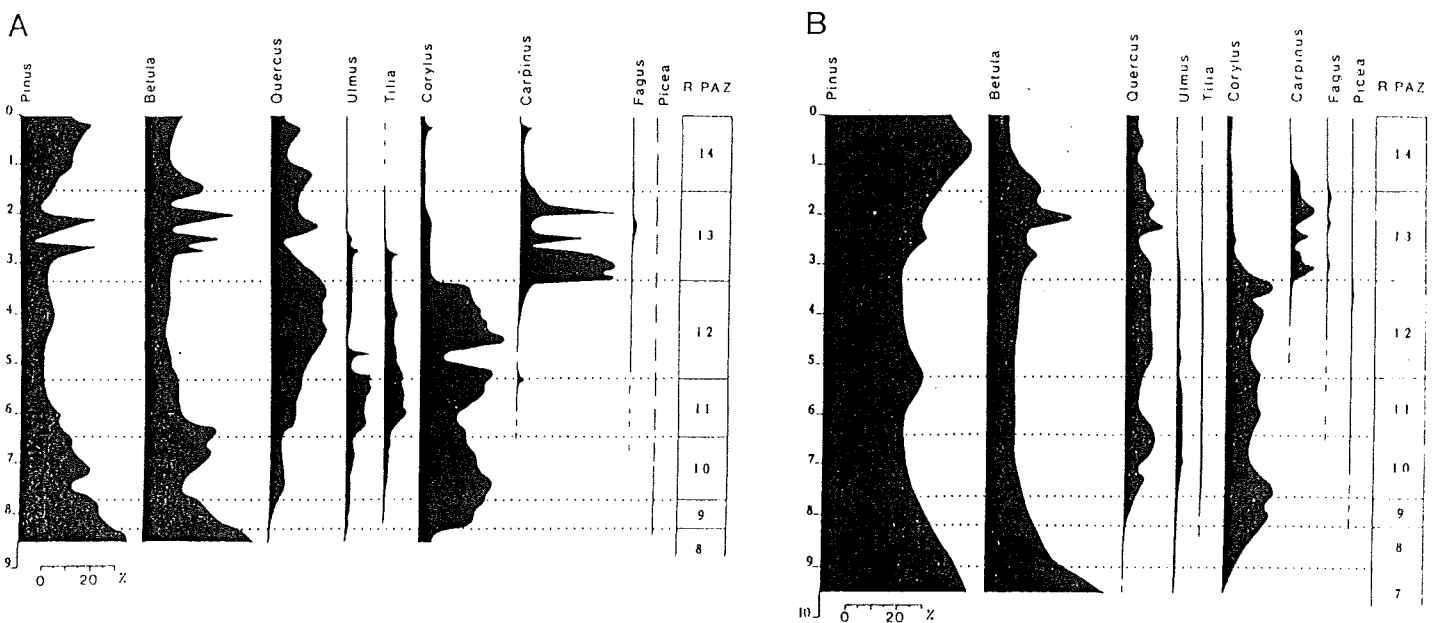 A
Pinus
Betula
Quercus
Ulmus
Tilia
Corylus
Carpinus
Fagus
Picea
R PAZ
0
1
2
3
4
5
6
7
8
9
14
13
12
11
10
9
8
0 20 %
B
Pinus
Betula
Quercus
Ulmus
Tilia
Corylus
Carpinus
Fagus
Picea
R PAZ
0
1
2
3
4
5
6
7
8
9
10
14
13
12
11
10
9
8
7
0 20 %